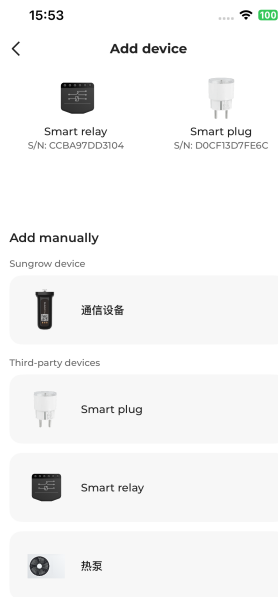 15:53
100
Add device
Smart relay
S/N: CCBA97DD3104
Smart plug
S/N: D0CF13D7FE6C
Add manually
Sungrow device
通信设备
Third-party devices
Smart plug
Smart relay
热泵